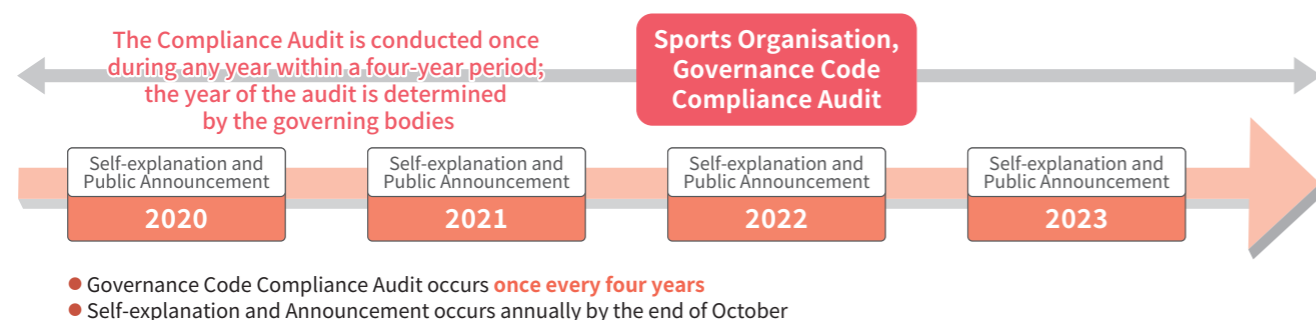 The Compliance Audit is conducted once
during any year within a four-year period;
the year of the audit is determined
by the governing bodies
Sports Organisation,
Governance Code
Compliance Audit
Self-explanation and
Public Announcement
2020
Self-explanation and
Public Announcement
2021
Self-explanation and
Public Announcement
2022
Self-explanation and
Public Announcement
2023
● Governance Code Compliance Audit occurs once every four years
● Self-explanation and Announcement occurs annually by the end of October